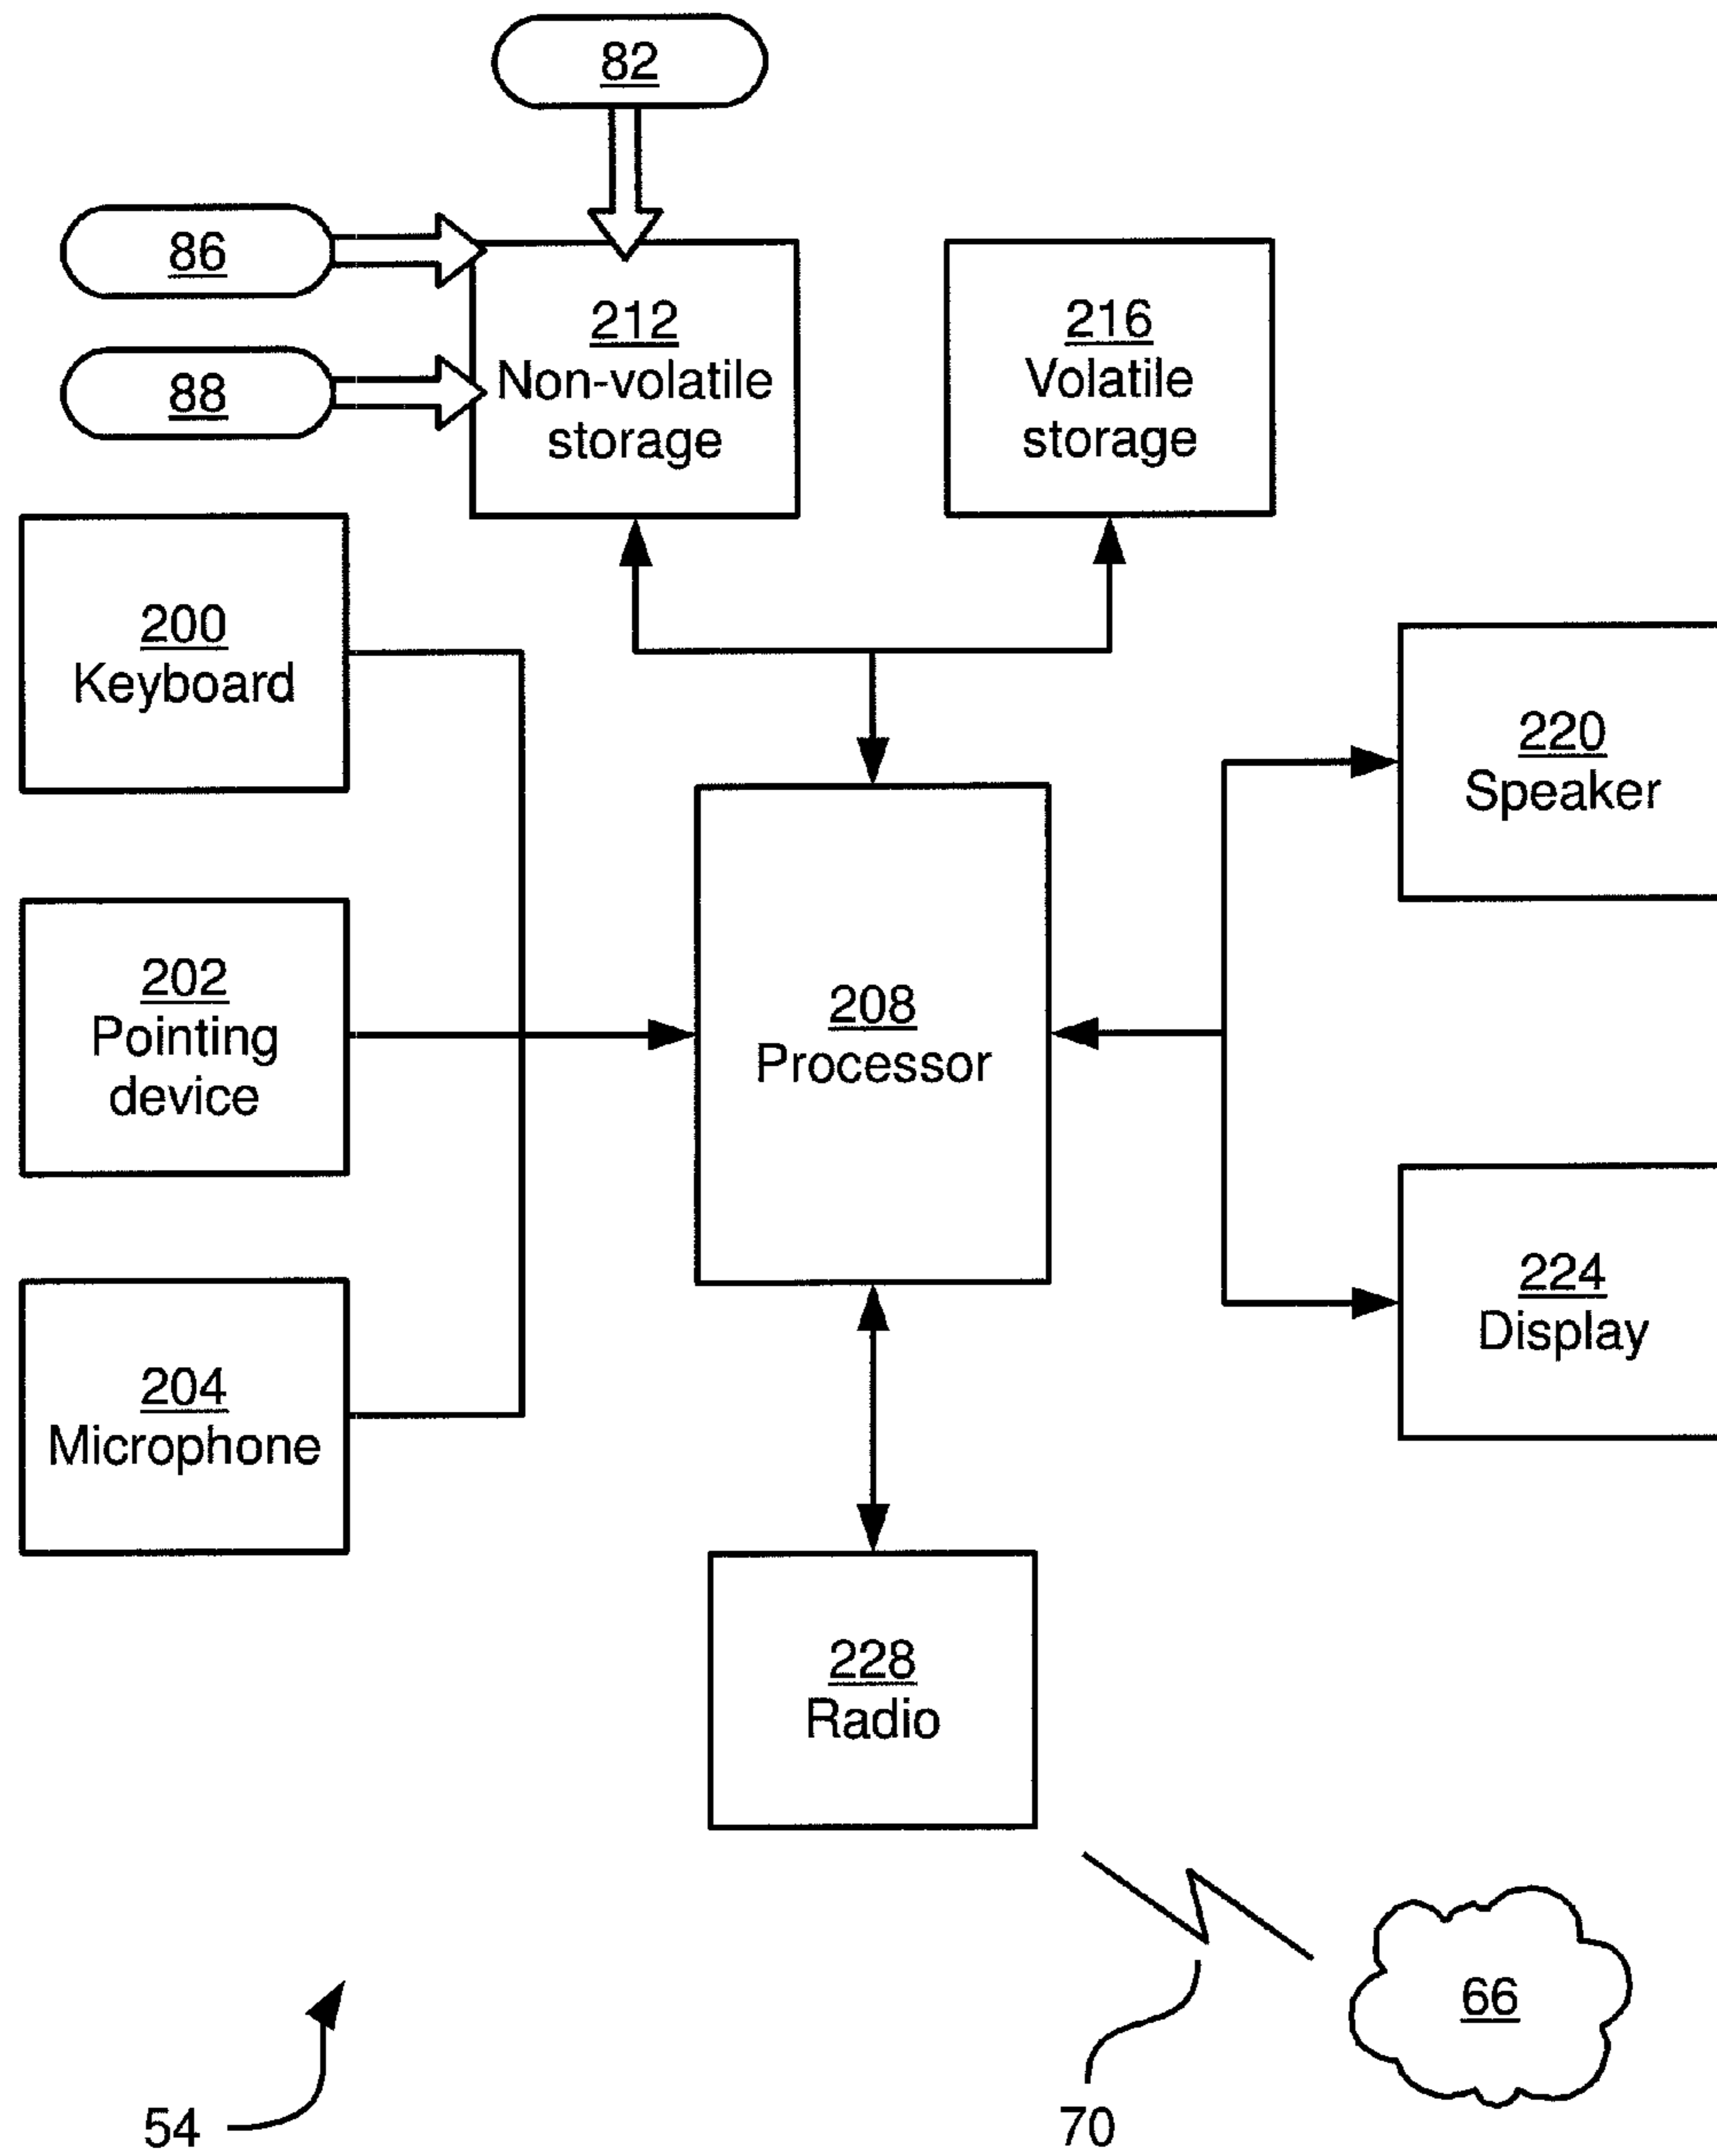 82
86
88
212
Non-volatile
storage
216
Volatile
storage
200
Keyboard
202
Pointing
device
204
Microphone
208
Processor
220
Speaker
224
Display
228
Radio
66
54
70